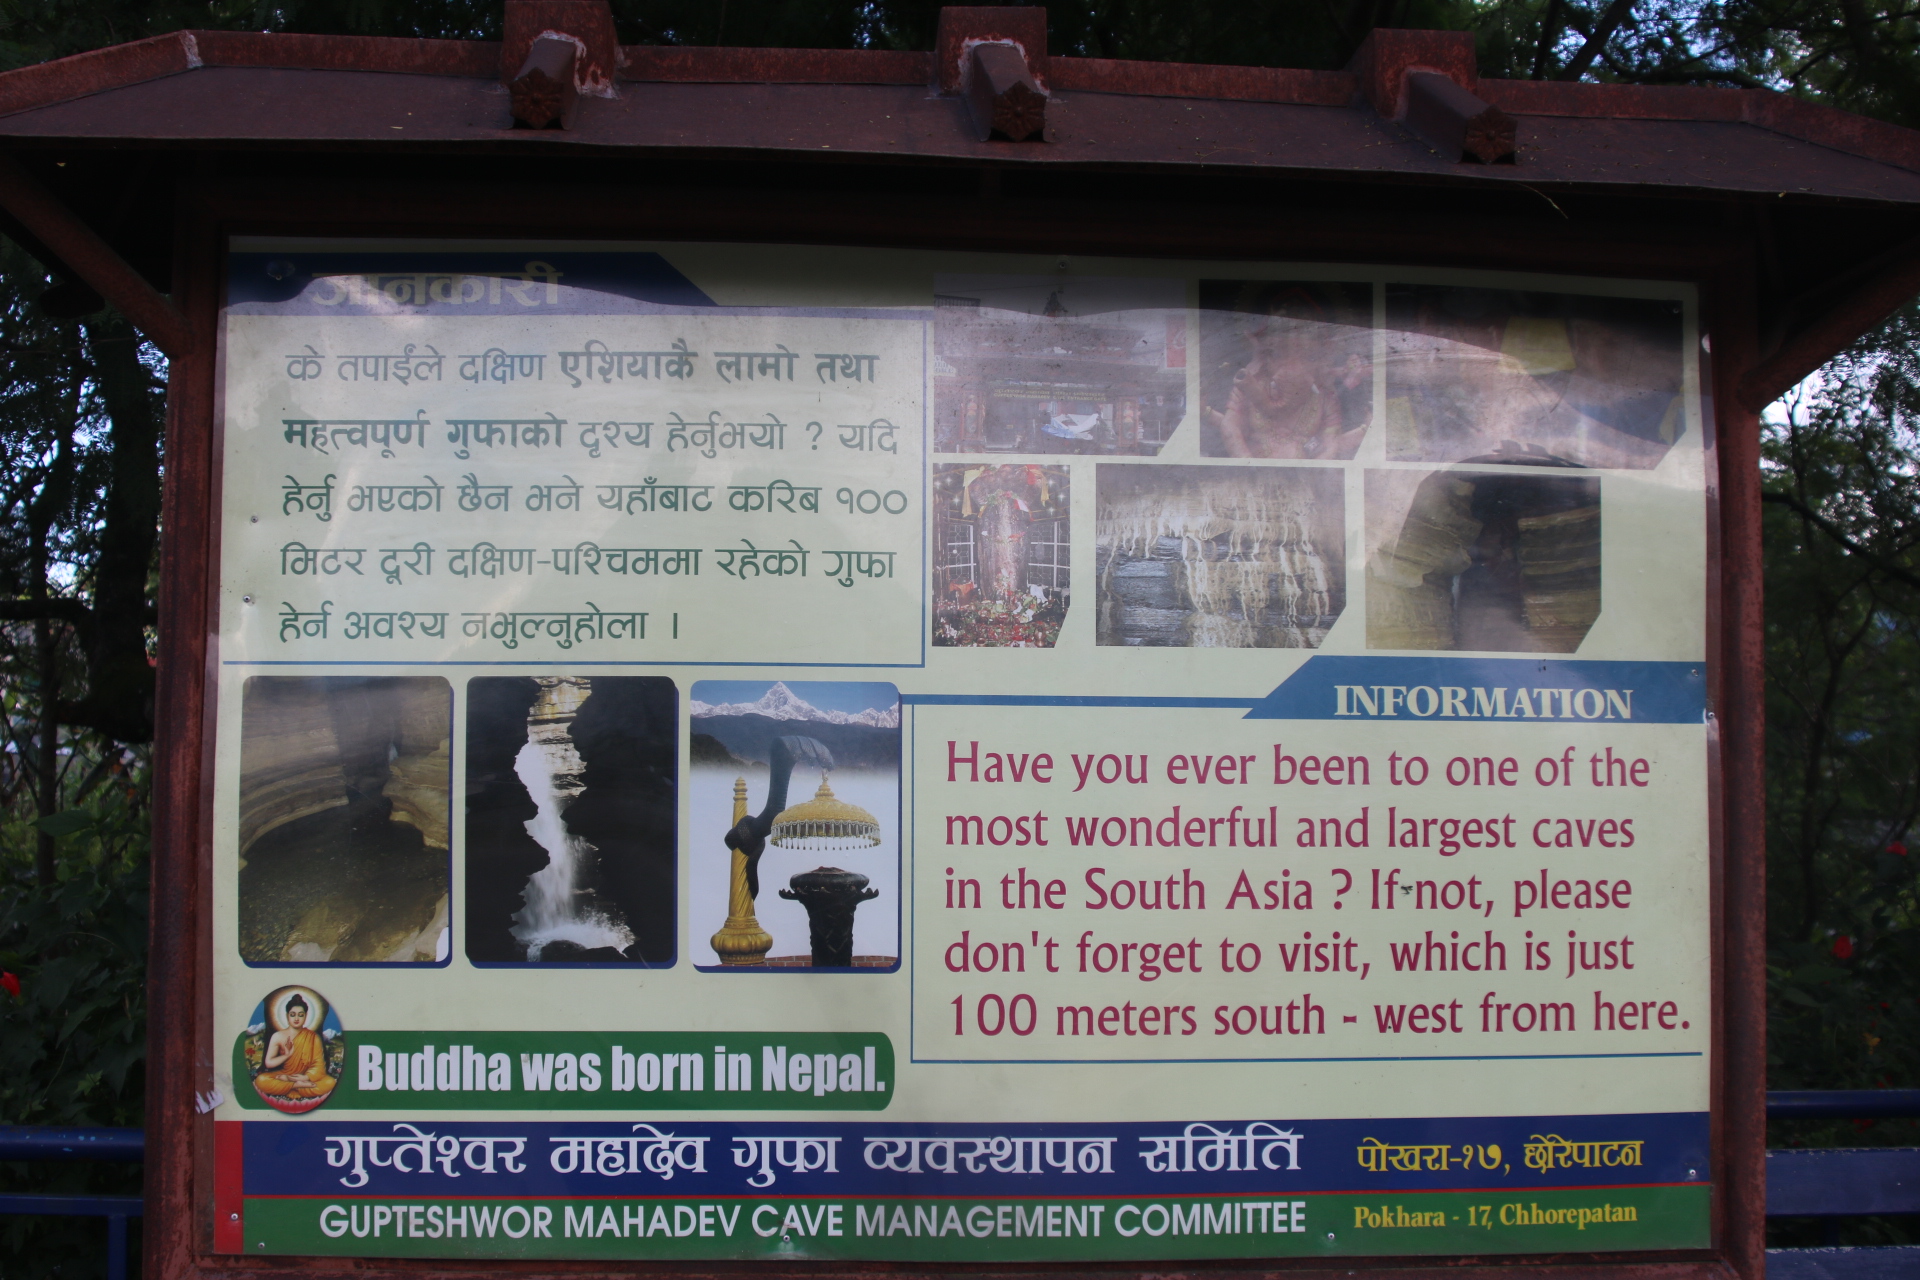 जानकारी
के तपाईंले दक्षिण एशियाकै लामो तथा
महत्वपूर्ण गुफाको दृश्य हेर्नुभयो ? यदि
हेर्नु भएको छैन भने यहाँबाट करिब १००
मिटर दूरी दक्षिण-पश्चिममा रहेको गुफा
हेर्न अवश्य नभुल्नुहोला ।
INFORMATION
Have you ever been to one of the
most wonderful and largest caves
in the South Asia ? If not, please
don't forget to visit, which is just
100 meters south - west from here.
Buddha was born in Nepal.
गुप्तेश्वर महादेव गुफा व्यवस्थापन समिति पोखरा-१७, छोरेपाटन
GUPTESHWOR MAHADEV CAVE MANAGEMENT COMMITTEE Pokhara - 17, Chhorepatan